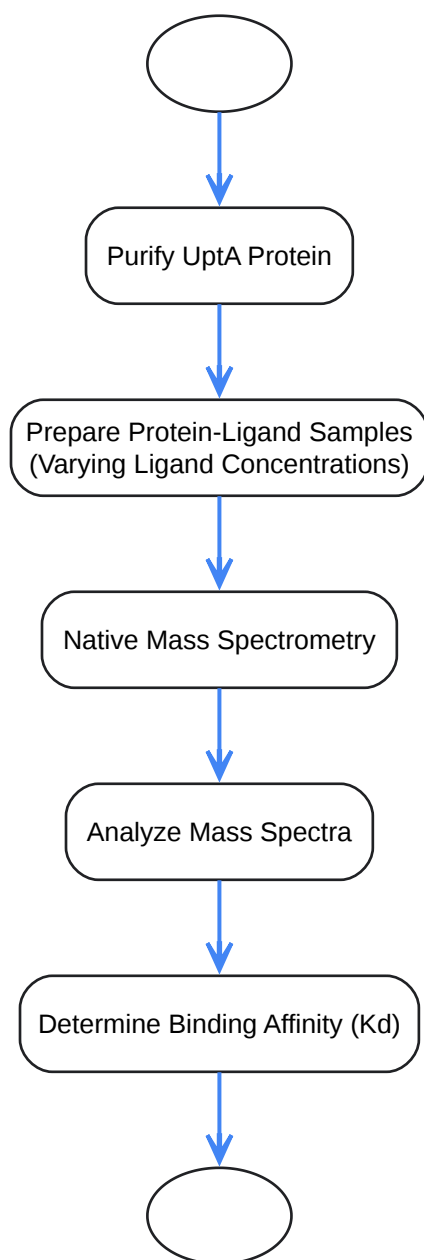 Purify UptA Protein
Prepare Protein-Ligand Samples
(Varying Ligand Concentrations)
Native Mass Spectrometry
Analyze Mass Spectra
Determine Binding Affinity (Kd)